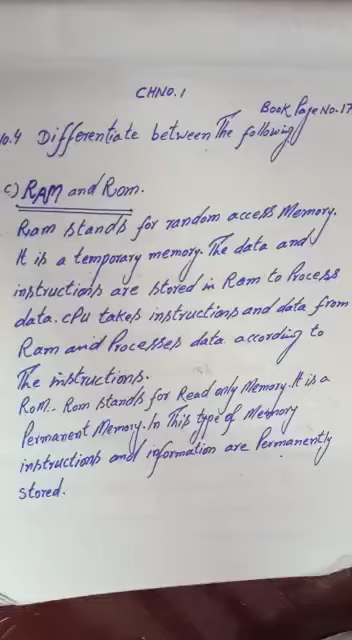 CHNO.1
Book Page No.17
10.4 Differentiate between The following
C) RAM and Rom.
Ram stands for random access Memory.
It is a temporary memory. The data and
instructions are stored in Ram to Process
data. CPU takes instructions and data from
Ram and Processes data according to
The instructions.
RoM.. Rom stands for Read only Memory. It is a
Permanent Memory. In This type of Memory
instructions and information are Permanently
stored.